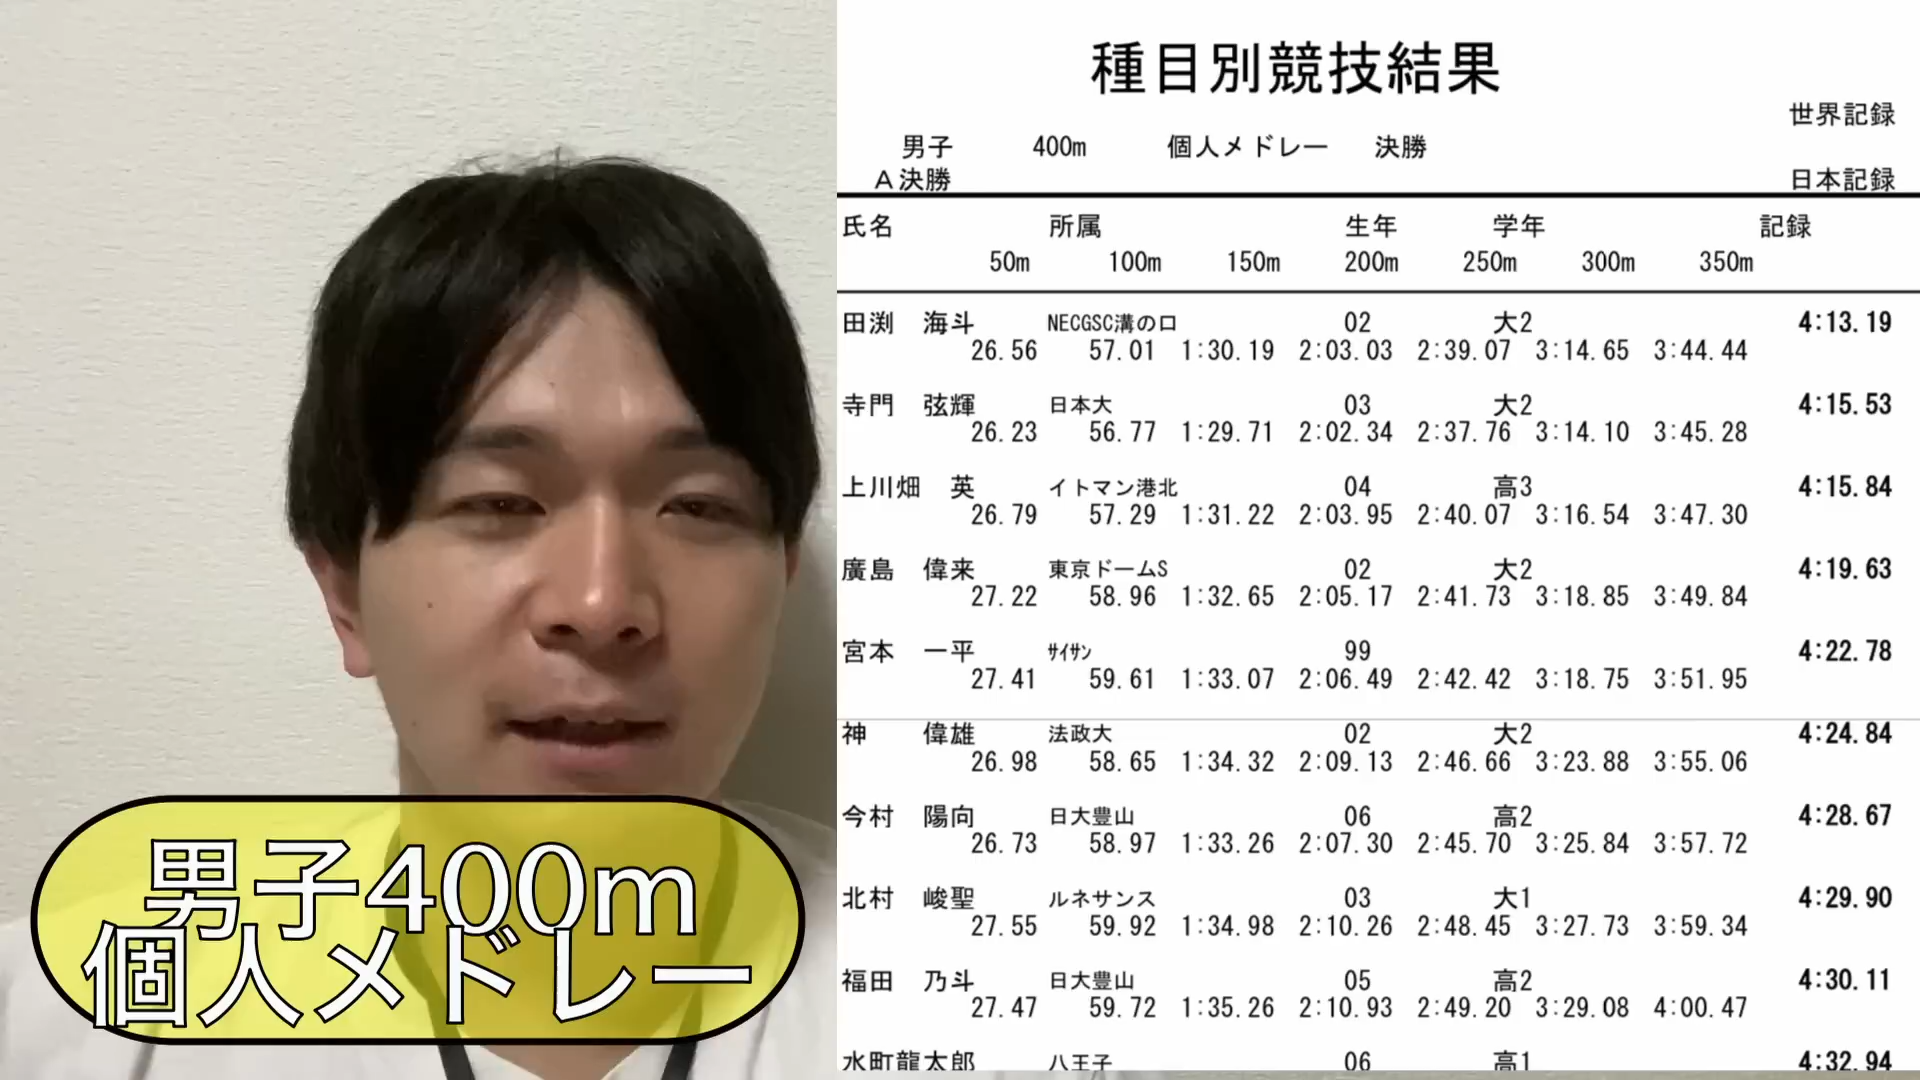 種目別競技結果
世界記録
男子 400m 個人メドレー 決勝
A決勝 日本記録
氏名 所属 生年 学年 記録
50m 100m 150m 200m 250m 300m 350m
田渕 海斗 NECGSC溝の口 02 大2 4:13.19
26.56 57.01 1:30.19 2:03.03 2:39.07 3:14.65 3:44.44
寺門 弦輝 日本大 03 大2 4:15.53
26.23 56.77 1:29.71 2:02.34 2:37.76 3:14.10 3:45.28
上川畑 英 イトマン港北 04 高3 4:15.84
26.79 57.29 1:31.22 2:03.95 2:40.07 3:16.54 3:47.30
廣島 偉来 東京ドームS 02 大2 4:19.63
27.22 58.96 1:32.65 2:05.17 2:41.73 3:18.85 3:49.84
宮本 一平 ｻｲｻﾝ 99 4:22.78
27.41 59.61 1:33.07 2:06.49 2:42.42 3:18.75 3:51.95
神 偉雄 法政大 02 大2 4:24.84
26.98 58.65 1:34.32 2:09.13 2:46.66 3:23.88 3:55.06
今村 陽向 日大豊山 06 高2 4:28.67
26.73 58.97 1:33.26 2:07.30 2:45.70 3:25.84 3:57.72
北村 峻聖 ルネサンス 03 大1 4:29.90
27.55 59.92 1:34.98 2:10.26 2:48.45 3:27.73 3:59.34
福田 乃斗 日大豊山 05 高2 4:30.11
27.47 59.72 1:35.26 2:10.93 2:49.20 3:29.08 4:00.47
水町龍太郎 八王子 06 高1 4:32.94
男子400m
個人メドレー